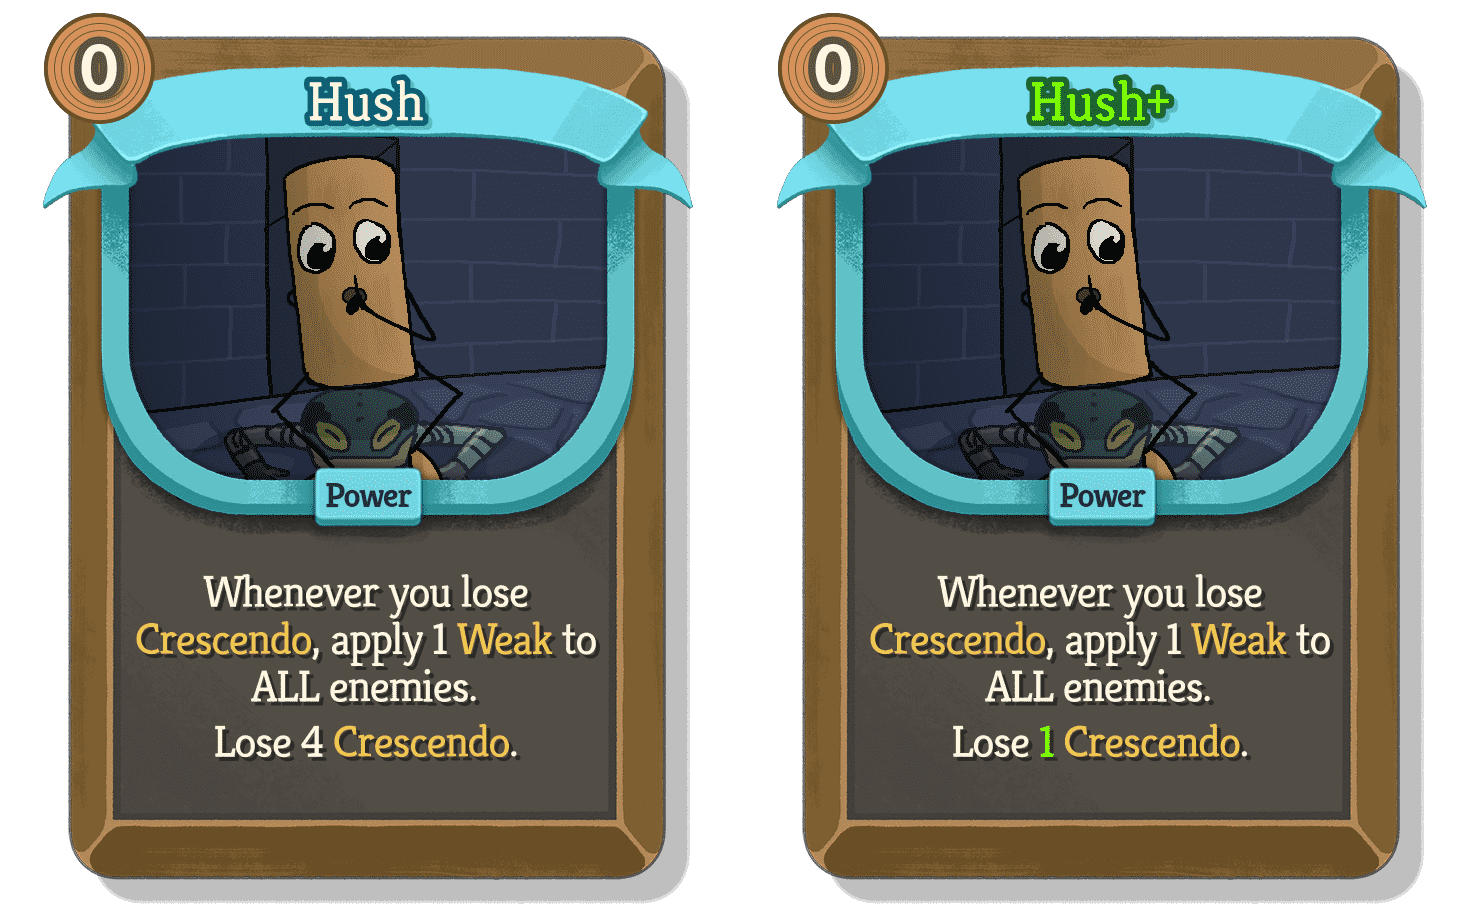 0
Hush
Power
Whenever you lose
Crescendo, apply 1 Weak to
ALL enemies.
Lose 4 Crescendo.
0
Hush+
Power
Whenever you lose
Crescendo, apply 1 Weak to
ALL enemies.
Lose 1 Crescendo.